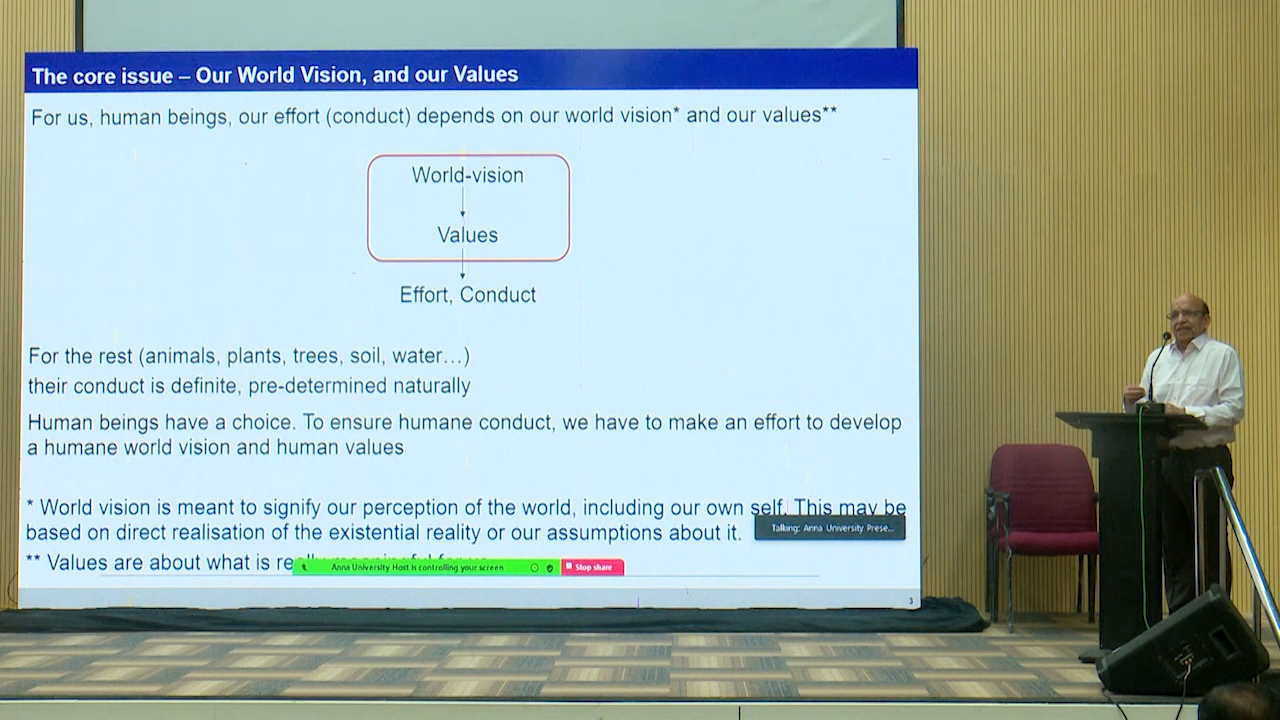 The core issue – Our World Vision, and our Values
For us, human beings, our effort (conduct) depends on our world vision* and our values**
World-vision
Values
Effort, Conduct
For the rest (animals, plants, trees, soil, water…)
their conduct is definite, pre-determined naturally
Human beings have a choice. To ensure humane conduct, we have to make an effort to develop
a humane world vision and human values
* World vision is meant to signify our perception of the world, including our own self. This may be
based on direct realisation of the existential reality or our assumptions about it.
Talking: Anna University Prese...
** Values are about what is
Anna University Host is controlling your screen
Stop share
3